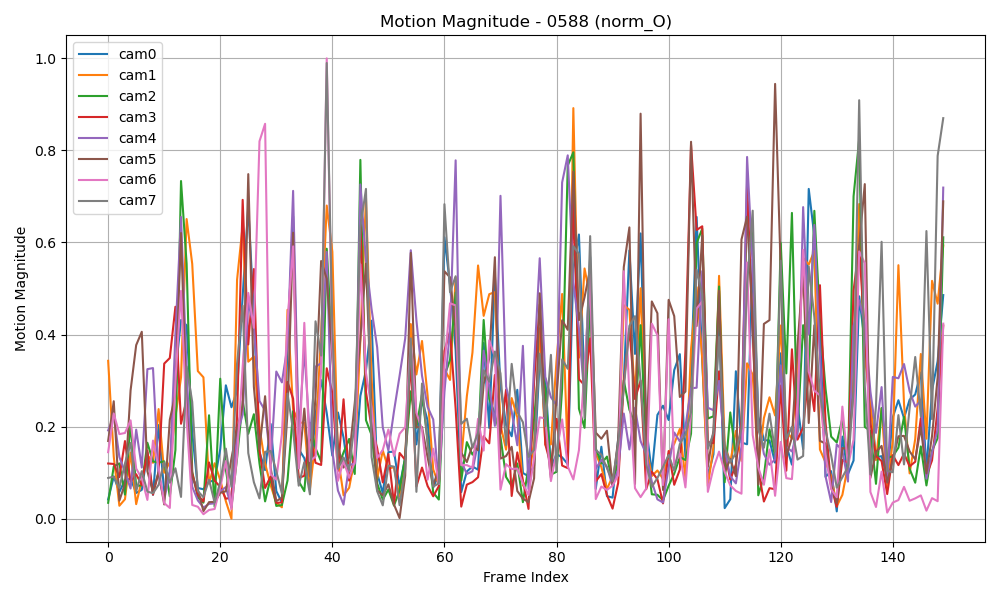 Motion Magnitude - 0588 (norm_O)
cam0
cam1
cam2
cam3
cam4
cam5
cam6
cam7
Motion Magnitude
1.0
0.8
0.6
0.4
0.2
0.0
0 20 40 60 80 100 120 140
Frame Index